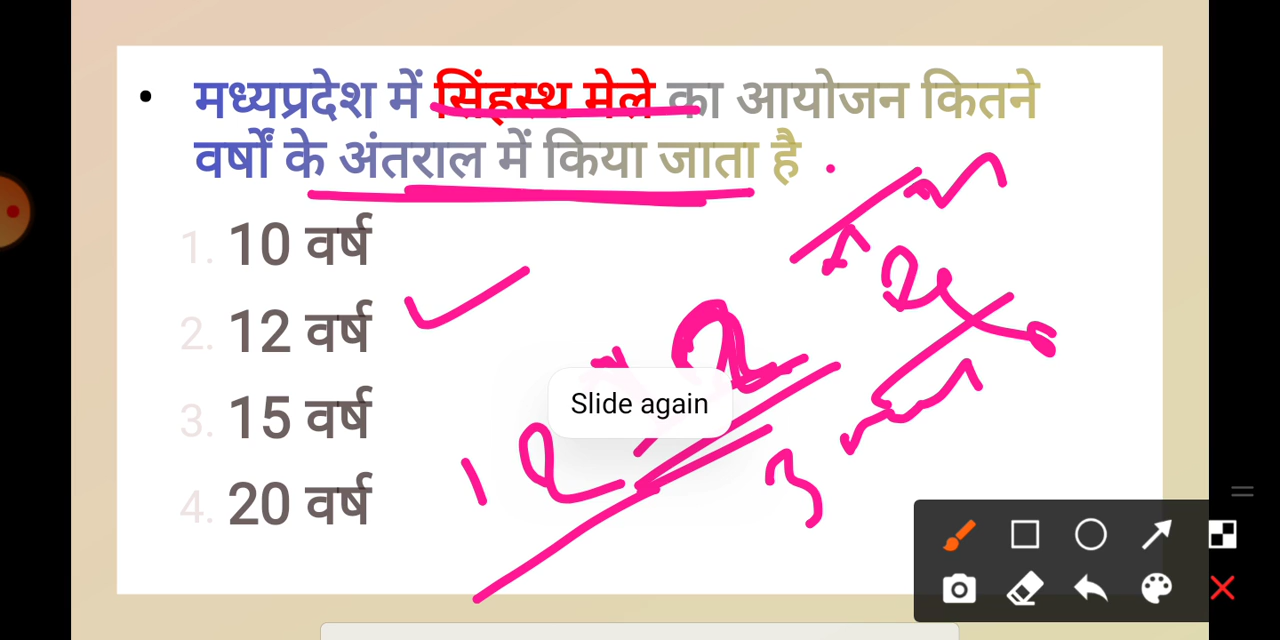 • मध्यप्रदेश में सिंहस्थ मेले का आयोजन कितने
वर्षों के अंतराल में किया जाता है
1. 10 वर्ष
2. 12 वर्ष
3. 15 वर्ष
4. 20 वर्ष
Slide again
12